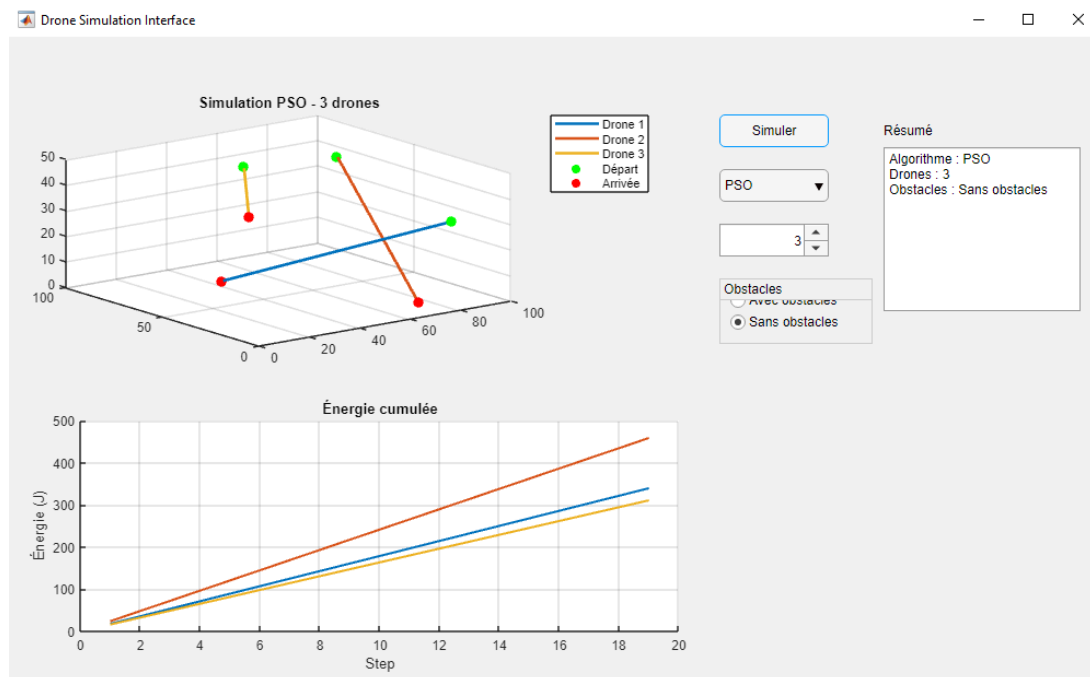 Drone Simulation Interface
Simulation PSO - 3 drones
50
40
30
20
10
0
100
50
0
0
20
40
60
80
100
Drone 1
Drone 2
Drone 3
Départ
Arrivée
Simuler
PSO
3
Obstacles
Avec obstacles
Sans obstacles
Résumé
Algorithme : PSO
Drones : 3
Obstacles : Sans obstacles
Énergie cumulée
500
400
300
200
100
0
Énergie (J)
0 2 4 6 8 10 12 14 16 18 20
Step